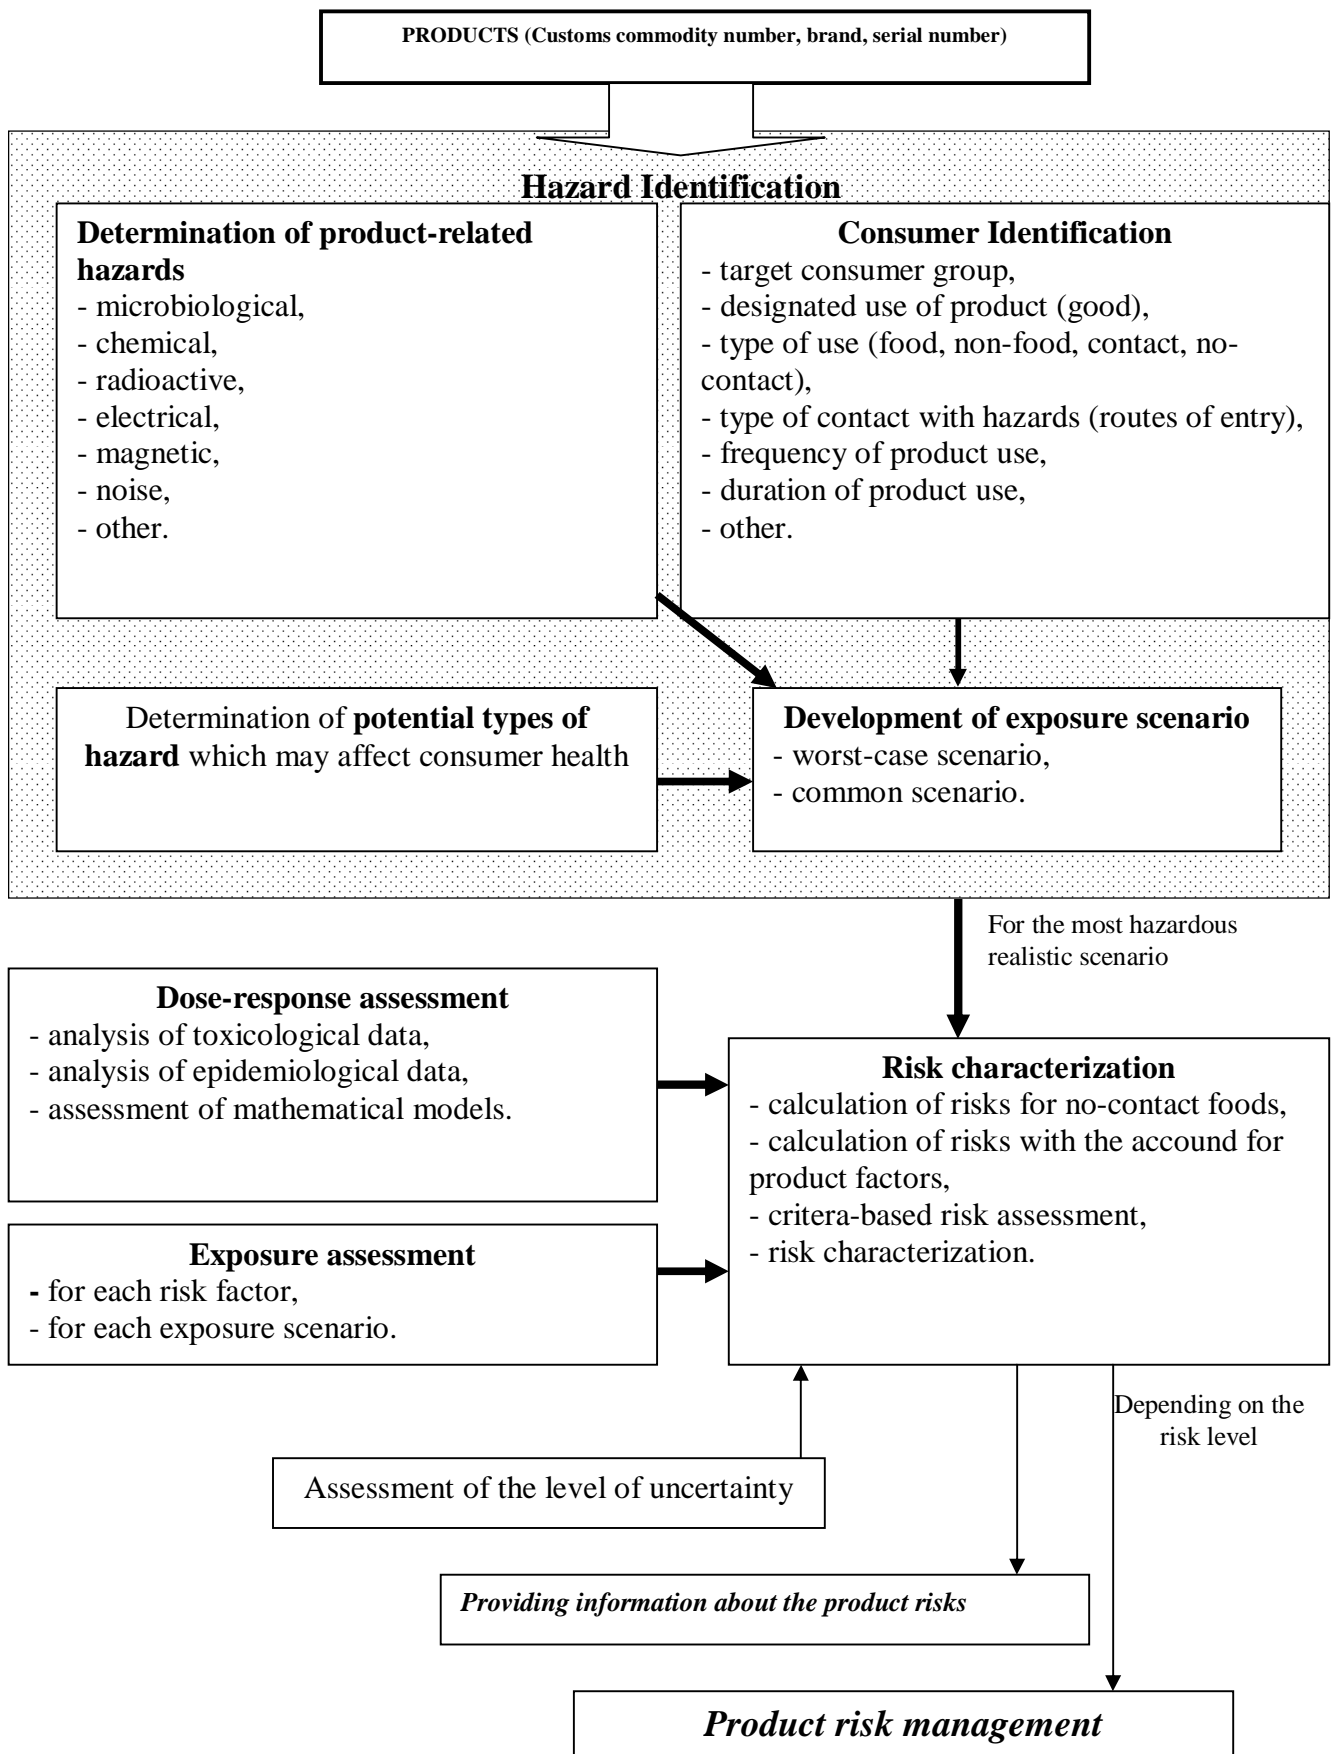 PRODUCTS (Customs commodity number, brand, serial number)
Hazard Identification
Determination of product-related
hazards
- microbiological,
- chemical,
- radioactive,
- electrical,
- magnetic,
- noise,
- other.
Consumer Identification
- target consumer group,
- designated use of product (good),
- type of use (food, non-food, contact, no-
contact),
- type of contact with hazards (routes of entry),
- frequency of product use,
- duration of product use,
- other.
Determination of potential types of
hazard which may affect consumer health
Development of exposure scenario
- worst-case scenario,
- common scenario.
For the most hazardous
realistic scenario
Dose-response assessment
- analysis of toxicological data,
- analysis of epidemiological data,
- assessment of mathematical models.
Exposure assessment
- for each risk factor,
- for each exposure scenario.
Risk characterization
- calculation of risks for no-contact foods,
- calculation of risks with the accound for
product factors,
- critera-based risk assessment,
- risk characterization.
Depending on the
risk level
Assessment of the level of uncertainty
Providing information about the product risks
Product risk management